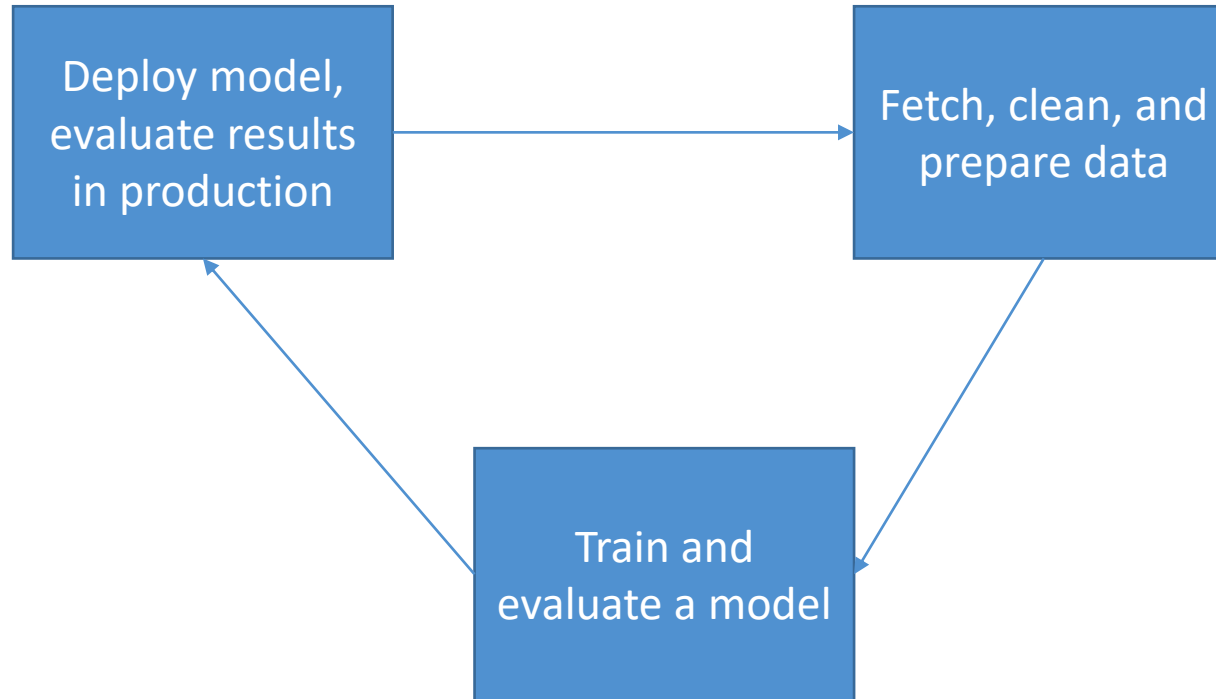 Deploy model,
evaluate results
in production
Fetch, clean, and
prepare data
Train and
evaluate a model